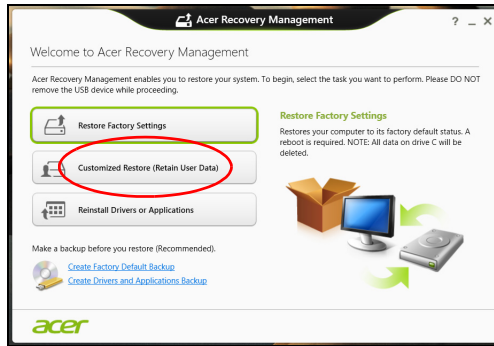 Acer Recovery Management
? _ X
Welcome to Acer Recovery Management
Acer Recovery Management enables you to restore your system. To begin, select the task you want to perform. Please DO NOT
remove the USB device while proceeding.
Restore Factory Settings
Customized Restore (Retain User Data)
Reinstall Drivers or Applications
Restore Factory Settings
Restores your computer to its factory default status. A
reboot is required. NOTE: All data on drive C will be
deleted.
Make a backup before you restore (Recommended).
Create Factory Default Backup
Create Drivers and Applications Backup
acer